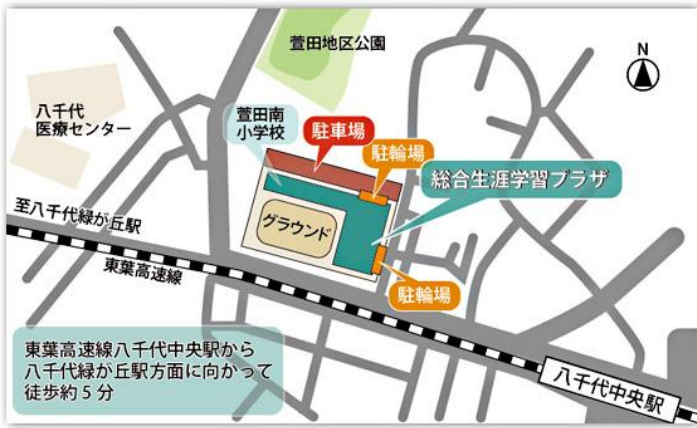 萱田地区公園
N
八千代
医療センター
萱田南
小学校
駐車場
駐輪場
総合生涯学習プラザ
グラウンド
至八千代緑が丘駅
東葉高速線
駐輪場
東葉高速線八千代中央駅から
八千代緑が丘駅方面に向かって
徒歩約5分
八千代中央駅